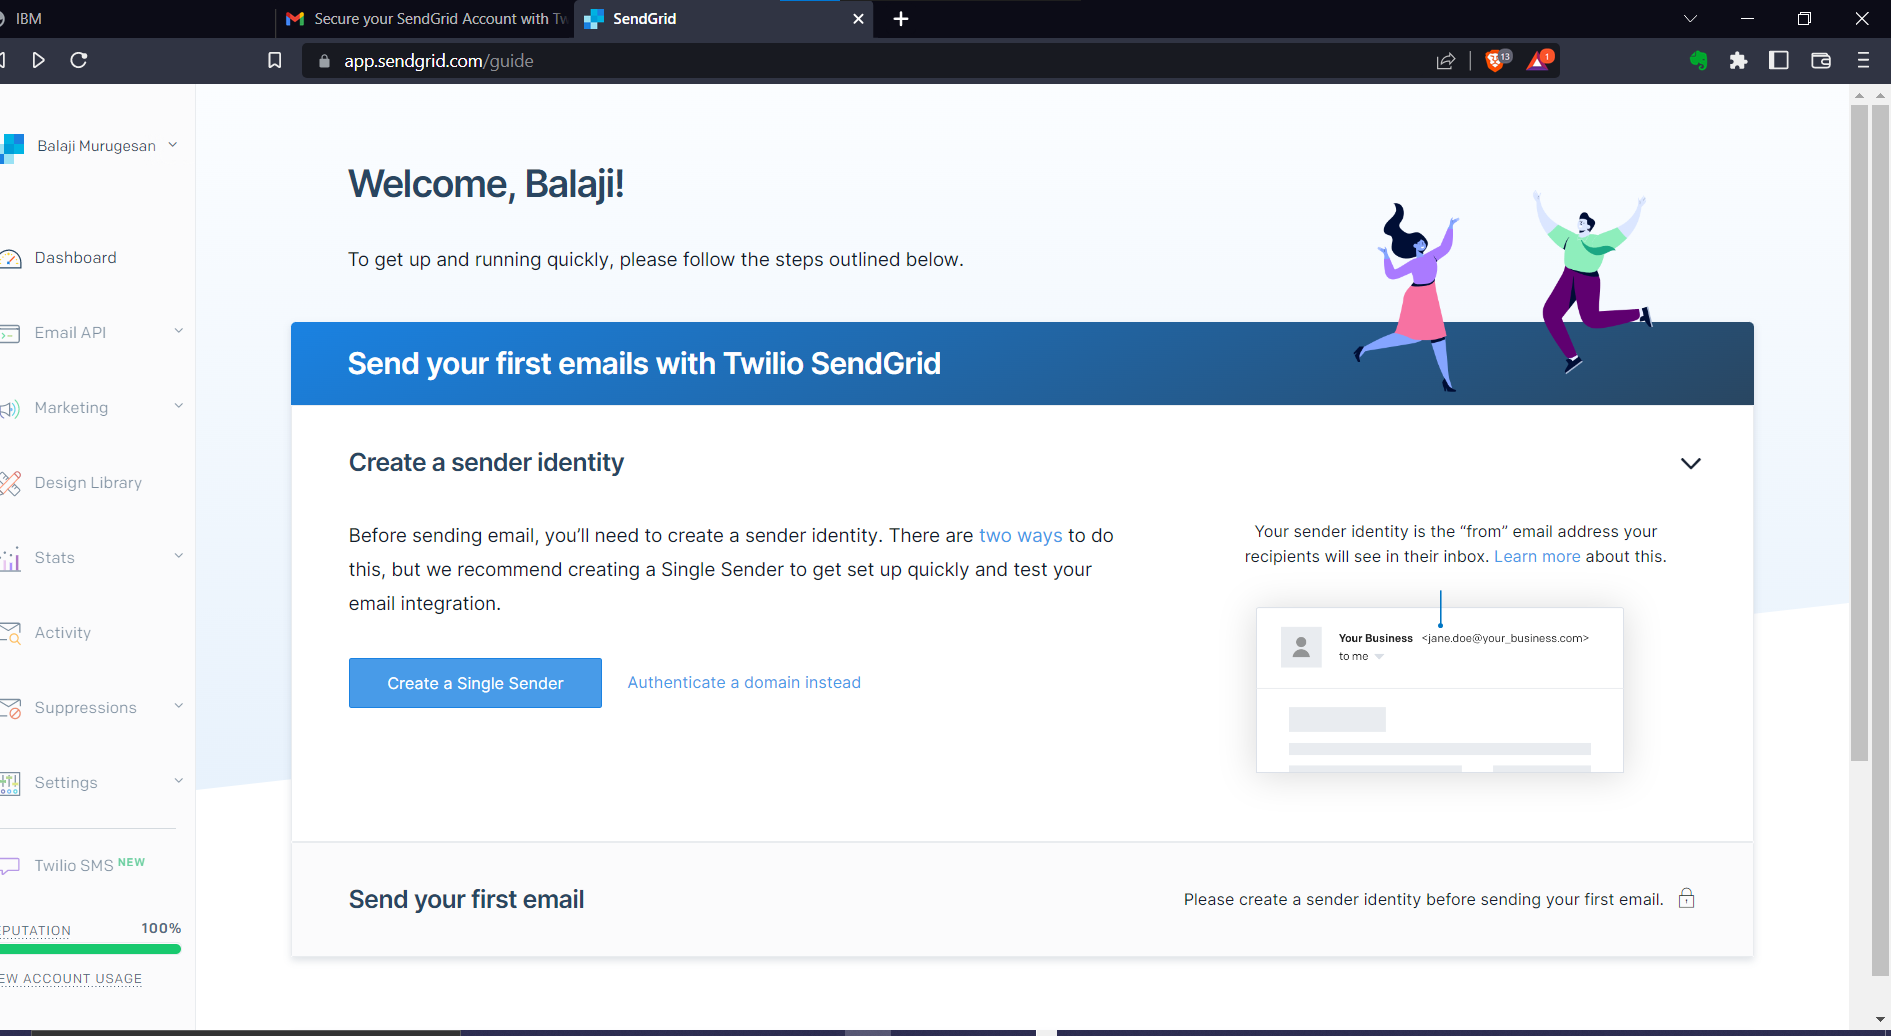 IBM
Secure your SendGrid Account with Tw
SendGrid
app.sendgrid.com/guide
13
1
Balaji Murugesan
Dashboard
Email API
Marketing
Design Library
Stats
Activity
Suppressions
Settings
Twilio SMS NEW
EPUTATION 100%
EW ACCOUNT USAGE
Welcome, Balaji!
To get up and running quickly, please follow the steps outlined below.
Send your first emails with Twilio SendGrid
Create a sender identity
Before sending email, you’ll need to create a sender identity. There are two ways to do
this, but we recommend creating a Single Sender to get set up quickly and test your
email integration.
Create a Single Sender
Authenticate a domain instead
Your sender identity is the “from” email address your
recipients will see in their inbox. Learn more about this.
Your Business <jane.doe@your_business.com>
to me
Send your first email
Please create a sender identity before sending your first email.